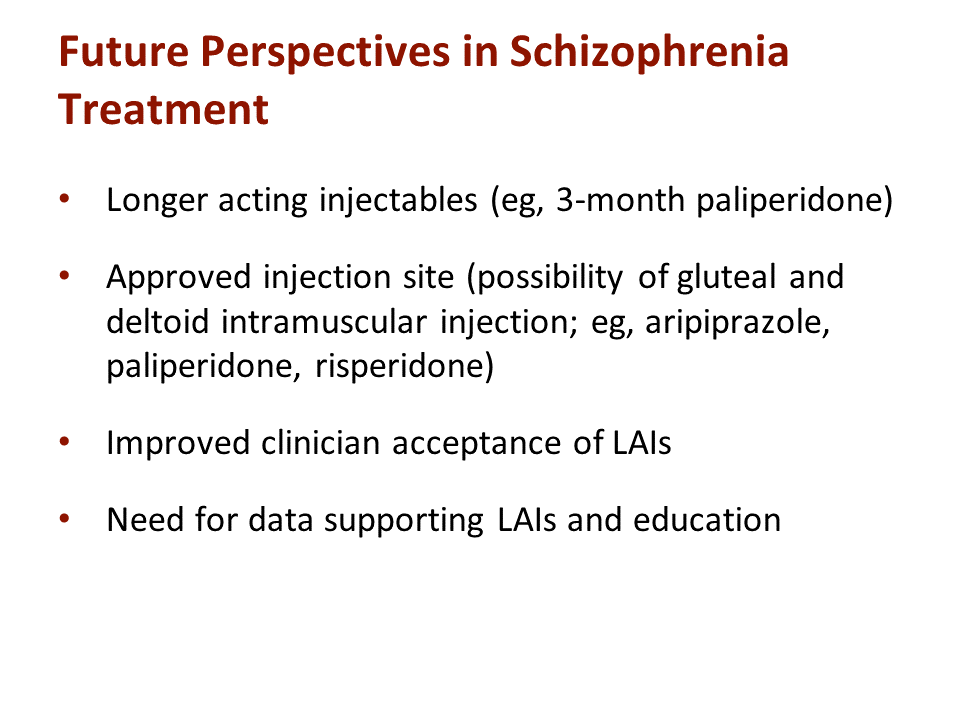 Future Perspectives in Schizophrenia
Treatment
• Longer acting injectables (eg, 3-month paliperidone)
• Approved injection site (possibility of gluteal and
deltoid intramuscular injection; eg, aripiprazole,
paliperidone, risperidone)
• Improved clinician acceptance of LAIs
• Need for data supporting LAIs and education